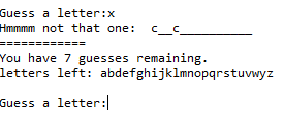 Guess a letter:x
Hmmmm not that one:  c__c__________
============
You have 7 guesses remaining.
letters left: abdefghijklmnopqrstuvwyz
Guess a letter: